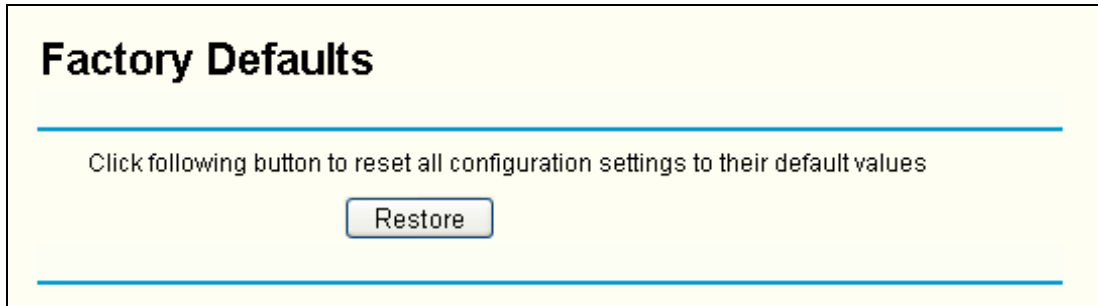 Factory Defaults
Click following button to reset all configuration settings to their default values
Restore